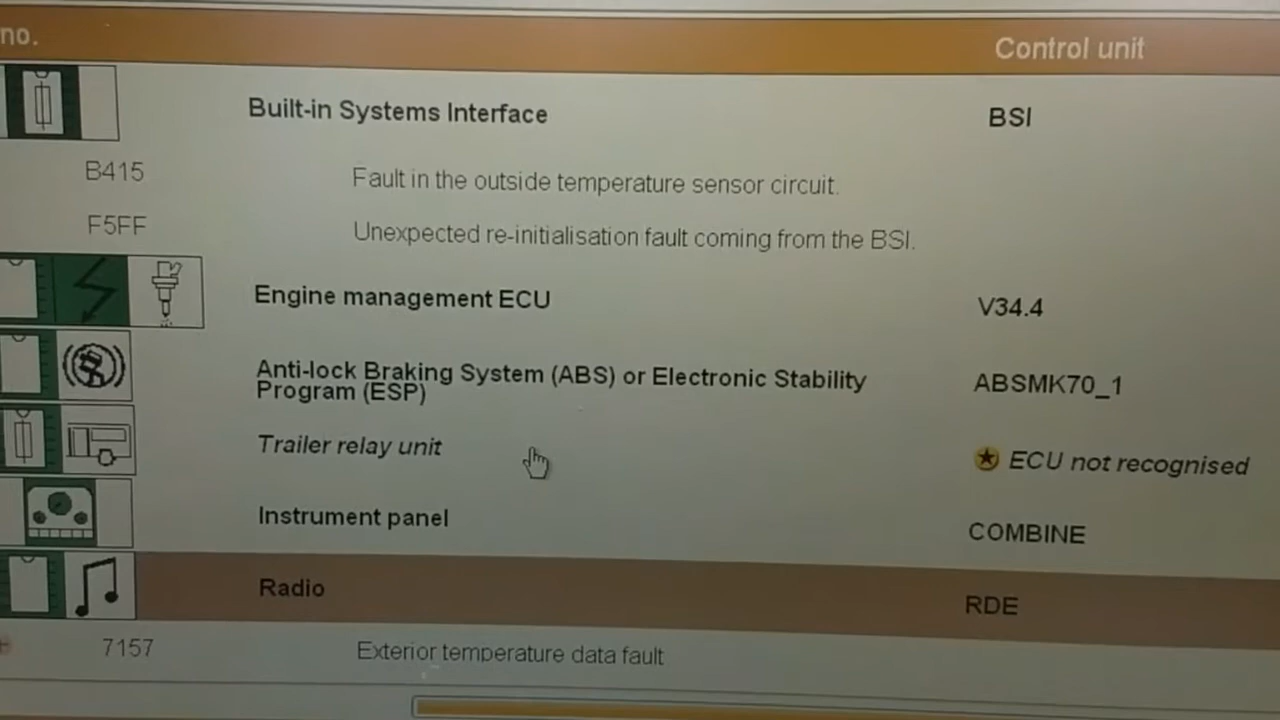 no.
Control unit
Built-in Systems Interface
BSI
B415
Fault in the outside temperature sensor circuit.
F5FF
Unexpected re-initialisation fault coming from the BSI.
Engine management ECU
V34.4
Anti-lock Braking System (ABS) or Electronic Stability
Program (ESP)
ABSMK70_1
Trailer relay unit
ECU not recognised
Instrument panel
COMBINE
Radio
RDE
7157
Exterior temperature data fault